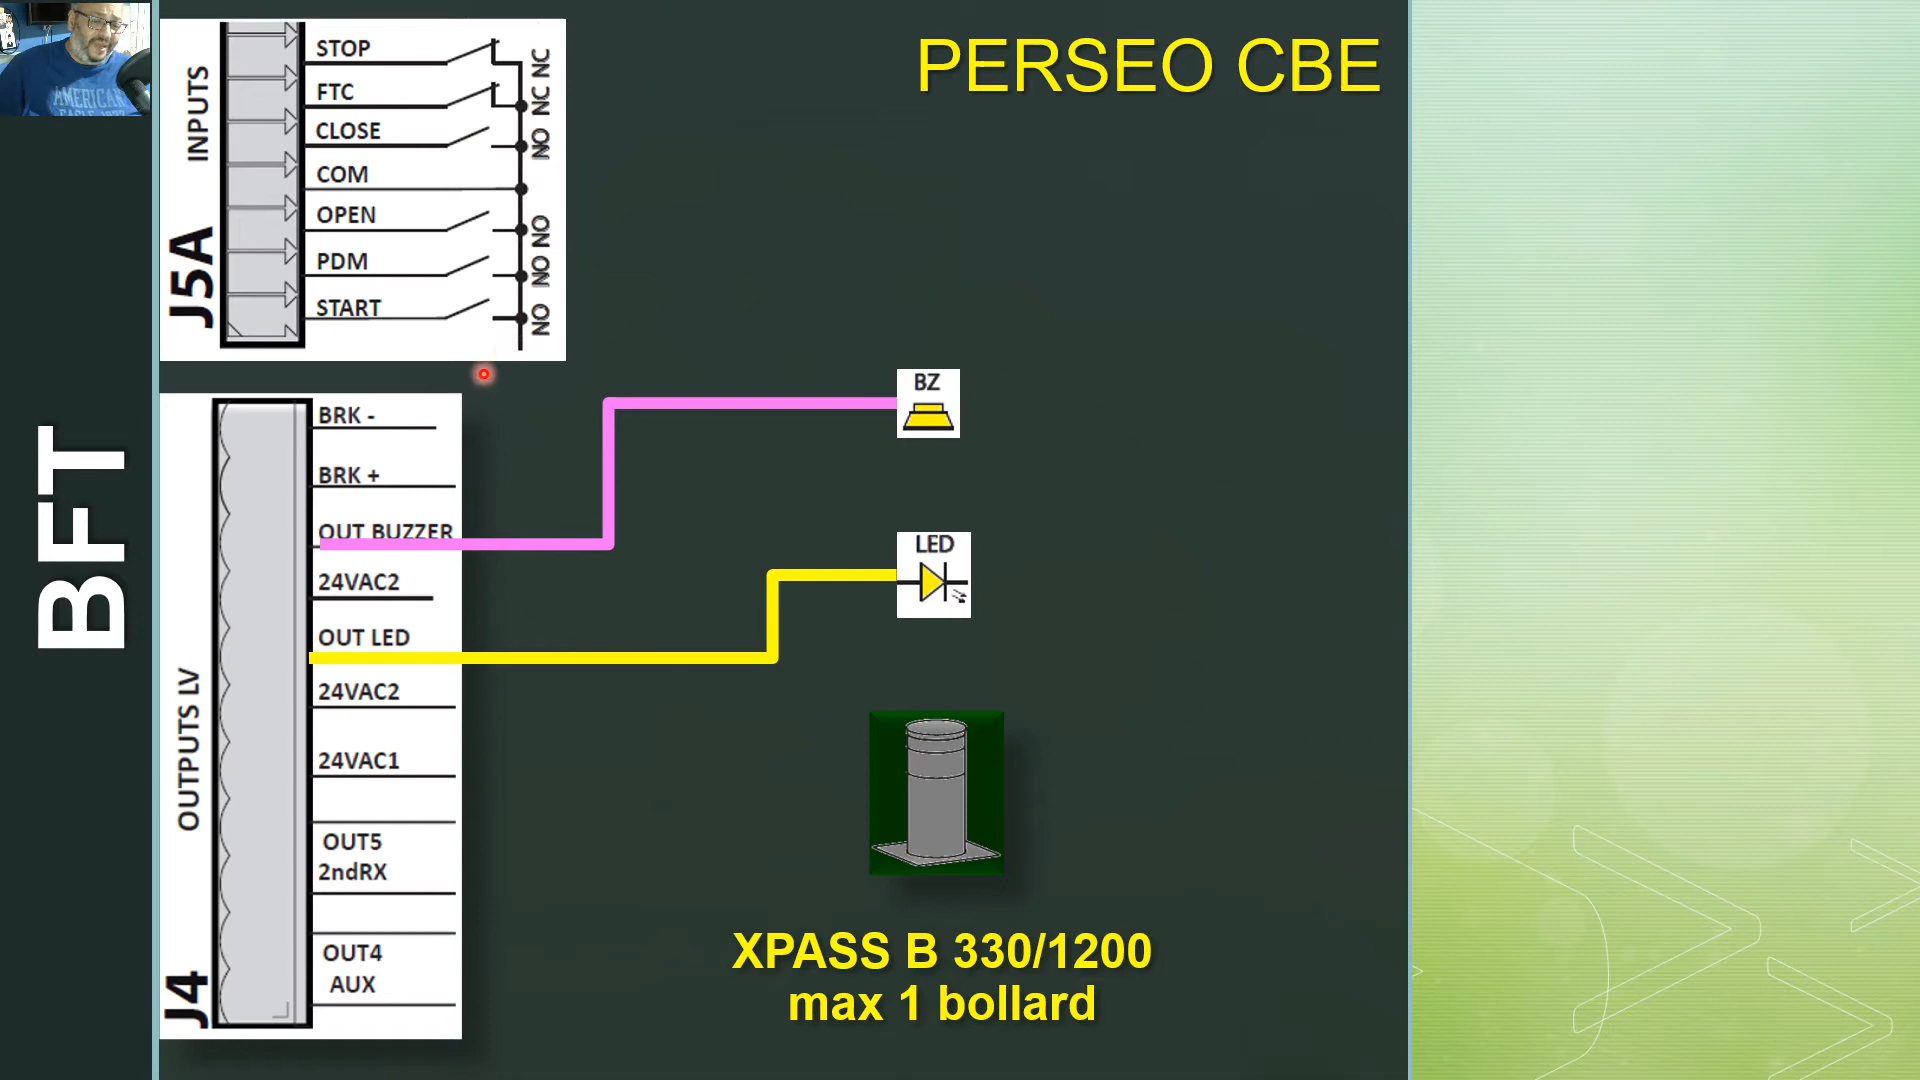 AMERICAN
PERSEO CBE
BFT
INPUTS
J5A
STOP
FTC
CLOSE
COM
OPEN
PDM
START
NC
NC
NO
NO
NO
NO
OUTPUTS LV
J4
BRK -
BRK +
OUT BUZZER
24VAC2
OUT LED
24VAC2
24VAC1
OUT5
2ndRX
OUT4
AUX
BZ
LED
XPASS B 330/1200
max 1 bollard